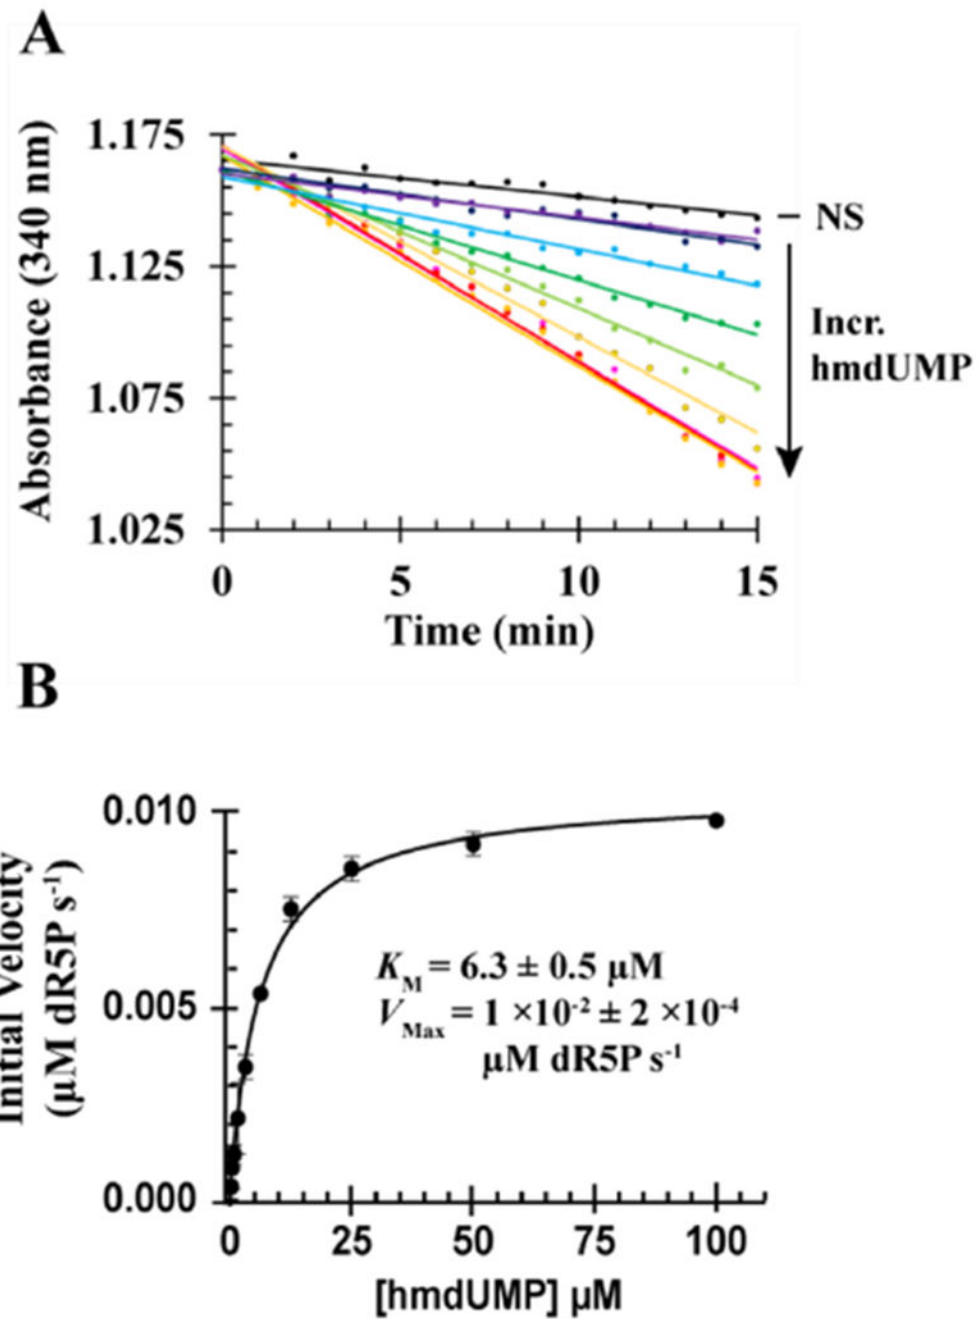 A
Absorbance (340 nm)
1.175
1.125
1.075
1.025
0 5 10 15
Time (min)
NS
Incr.
hmdUMP
B
Initial Velocity
(µM dR5P s⁻¹)
0.010
0.005
0.000
K_M = 6.3 ± 0.5 µM
V_Max = 1 ×10⁻² ± 2 ×10⁻⁴
µM dR5P s⁻¹
0 25 50 75 100
[hmdUMP] µM